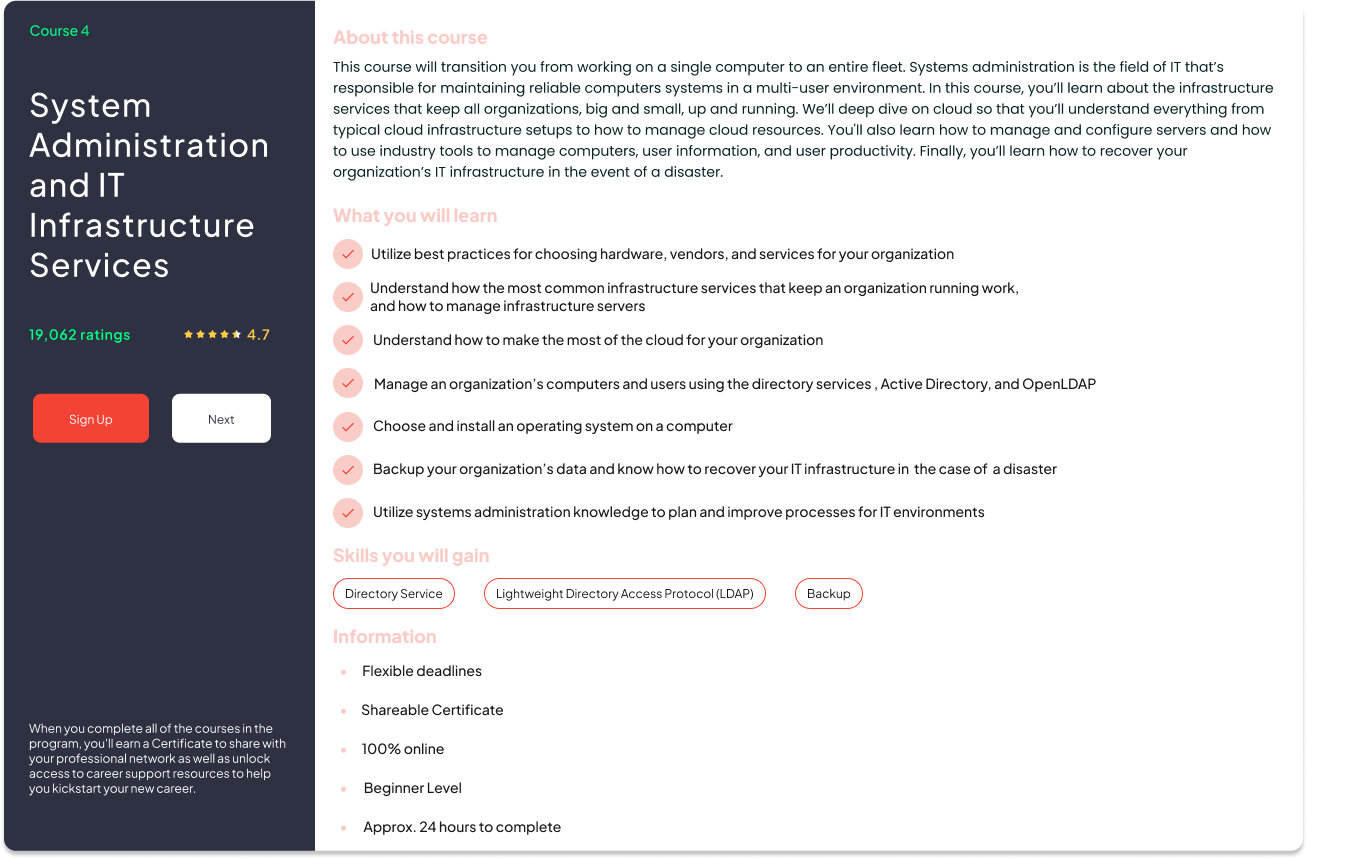 Course 4
System
Administration
and IT
Infrastructure
Services
19,062 ratings
4.7
Sign Up
Next
When you complete all of the courses in the
program, you'll earn a Certificate to share with
your professional network as well as unlock
access to career support resources to help
you kickstart your new career.
About this course
This course will transition you from working on a single computer to an entire fleet. Systems administration is the field of IT that’s
responsible for maintaining reliable computers systems in a multi-user environment. In this course, you’ll learn about the infrastructure
services that keep all organizations, big and small, up and running. We’ll deep dive on cloud so that you’ll understand everything from
typical cloud infrastructure setups to how to manage cloud resources. You'll also learn how to manage and configure servers and how
to use industry tools to manage computers, user information, and user productivity. Finally, you’ll learn how to recover your
organization’s IT infrastructure in the event of a disaster.
What you will learn
Utilize best practices for choosing hardware, vendors, and services for your organization
Understand how the most common infrastructure services that keep an organization running work,
and how to manage infrastructure servers
Understand how to make the most of the cloud for your organization
Manage an organization’s computers and users using the directory services , Active Directory, and OpenLDAP
Choose and install an operating system on a computer
Backup your organization’s data and know how to recover your IT infrastructure in the case of a disaster
Utilize systems administration knowledge to plan and improve processes for IT environments
Skills you will gain
Directory Service
Lightweight Directory Access Protocol (LDAP)
Backup
Information
Flexible deadlines
Shareable Certificate
100% online
Beginner Level
Approx. 24 hours to complete